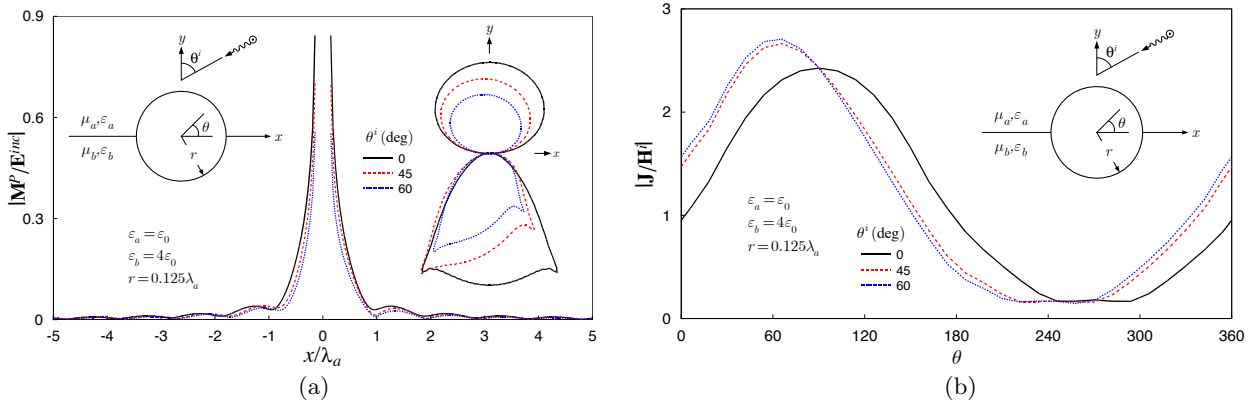 0.9
0.6
0.3
0
|M^P/E^inc|
y
θ^i
μ_a,ε_a
μ_b,ε_b
θ
r
x
ε_a=ε_0
ε_b=4ε_0
r=0.125λ_a
θ^i (deg)
0
45
60
y
x
-5 -4 -3 -2 -1 0 1 2 3 4 5
x/λ_a
(a)
3
2
1
0
|J/H^i|
y
θ^i
μ_a,ε_a
μ_b,ε_b
θ
r
x
ε_a=ε_0
ε_b=4ε_0
r=0.125λ_a
θ^i (deg)
0
45
60
0 60 120 180 240 300 360
θ
(b)